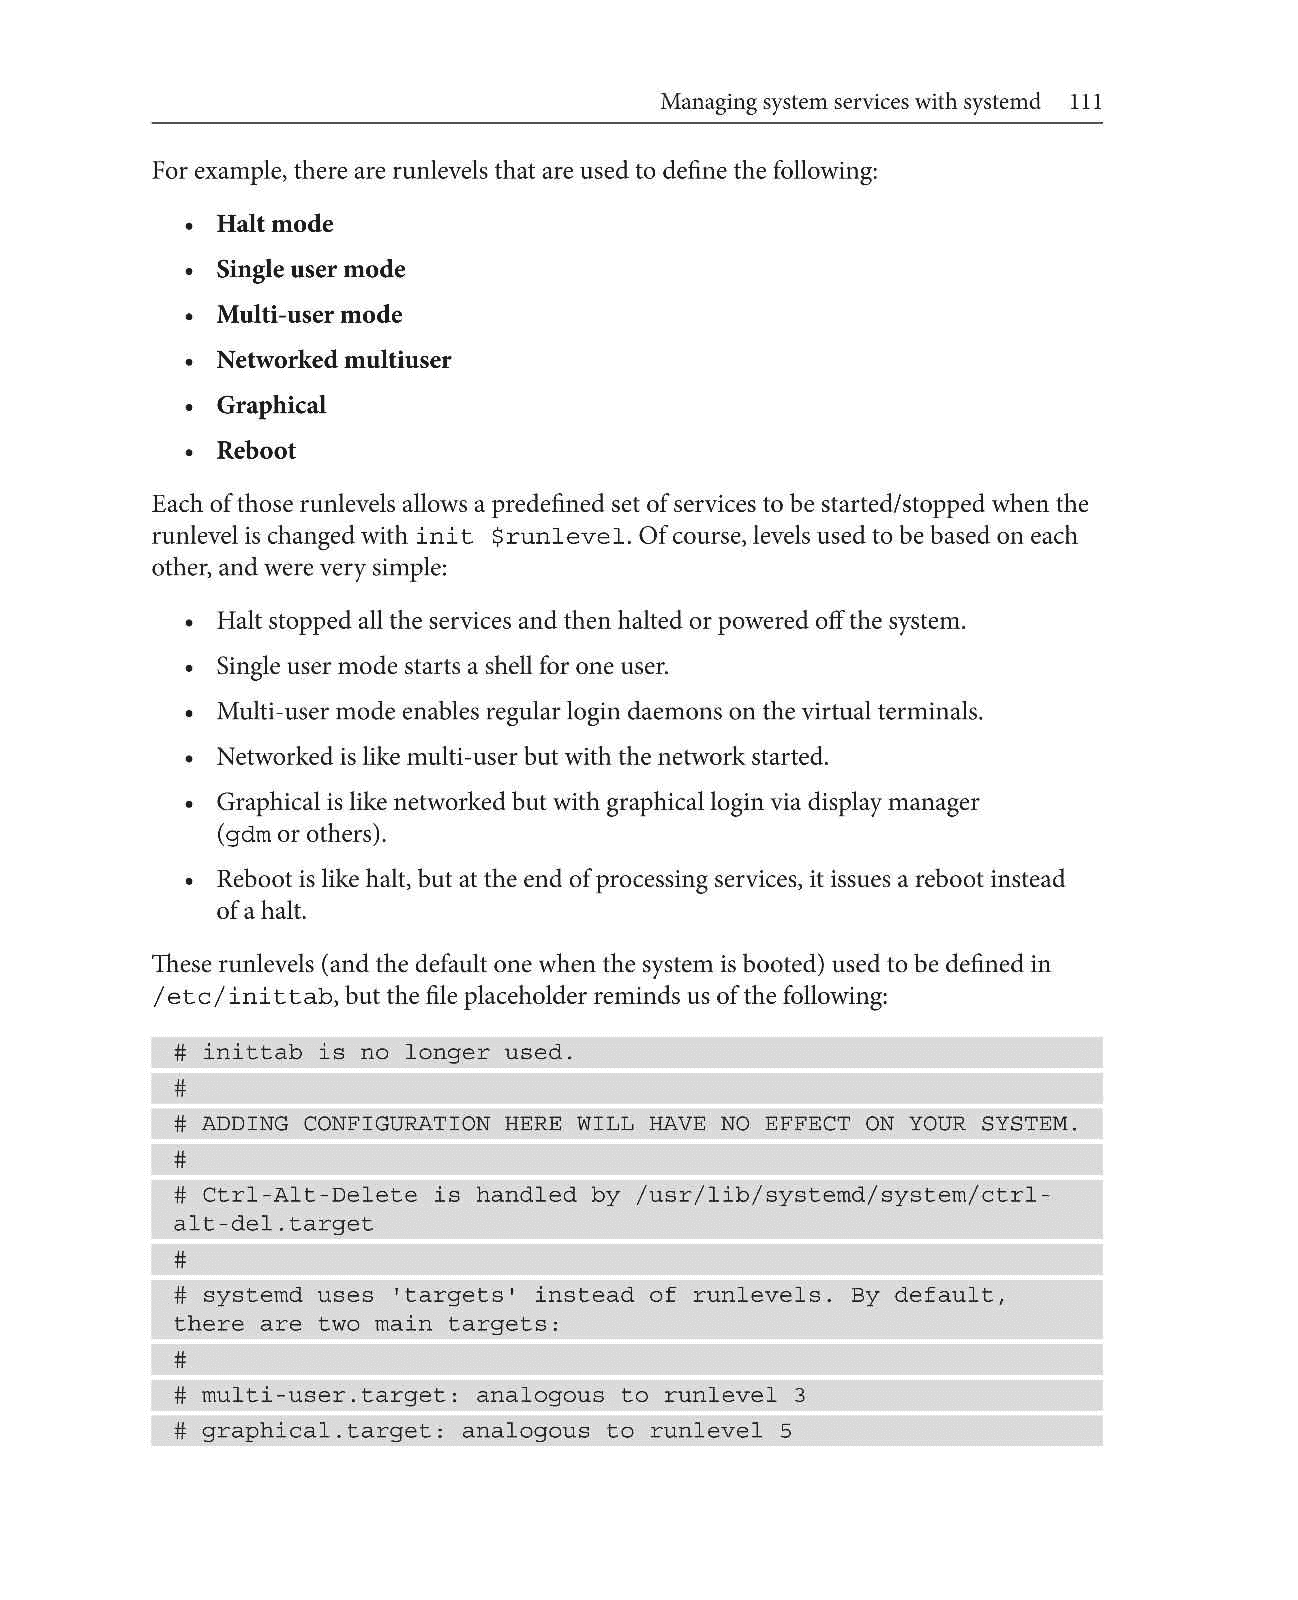 Managing system services with systemd 111
For example, there are runlevels that are used to define the following:
• Halt mode
• Single user mode
• Multi-user mode
• Networked multiuser
• Graphical
• Reboot
Each of those runlevels allows a predefined set of services to be started/stopped when the
runlevel is changed with init $runlevel. Of course, levels used to be based on each
other, and were very simple:
• Halt stopped all the services and then halted or powered off the system.
• Single user mode starts a shell for one user.
• Multi-user mode enables regular login daemons on the virtual terminals.
• Networked is like multi-user but with the network started.
• Graphical is like networked but with graphical login via display manager
(gdm or others).
• Reboot is like halt, but at the end of processing services, it issues a reboot instead
of a halt.
These runlevels (and the default one when the system is booted) used to be defined in
/etc/inittab, but the file placeholder reminds us of the following:
# inittab is no longer used.
#
# ADDING CONFIGURATION HERE WILL HAVE NO EFFECT ON YOUR SYSTEM.
#
# Ctrl-Alt-Delete is handled by /usr/lib/systemd/system/ctrl-
alt-del.target
#
# systemd uses 'targets' instead of runlevels. By default,
there are two main targets:
#
# multi-user.target: analogous to runlevel 3
# graphical.target: analogous to runlevel 5